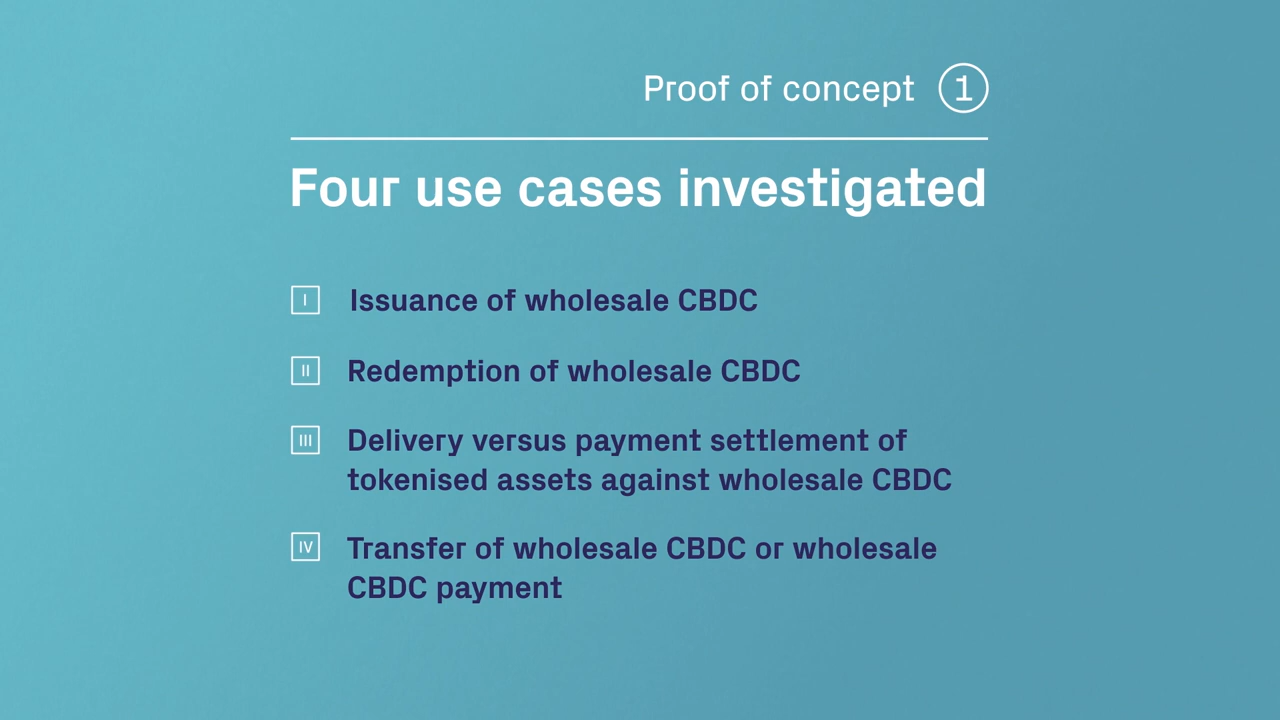 Proof of concept 1
Four use cases investigated
I Issuance of wholesale CBDC
II Redemption of wholesale CBDC
III Delivery versus payment settlement of
tokenised assets against wholesale CBDC
IV Transfer of wholesale CBDC or wholesale
CBDC payment